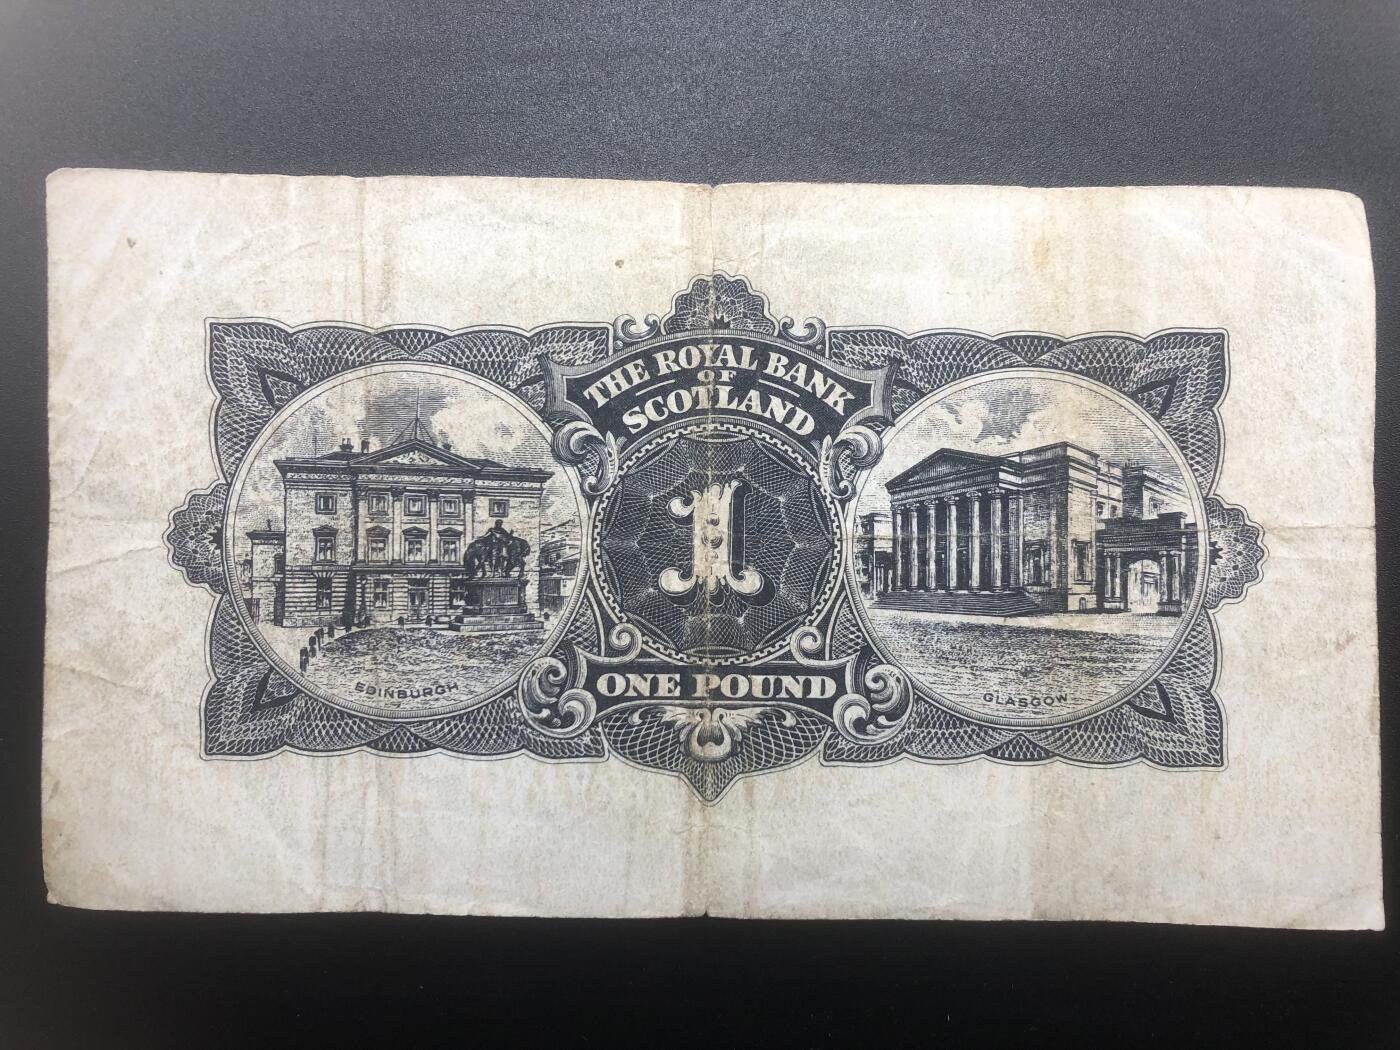 THE ROYAL BANK
OF
SCOTLAND
1
ONE POUND
EDINBURGH
GLASGOW